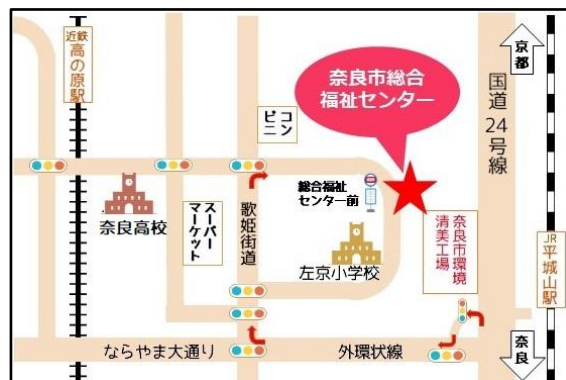 近鉄
高の原駅
奈良市総合
福祉センター
京都
国道24号線
コン
ビニ
奈良高校
スーパー
マーケット
歌姫街道
総合福祉
センター前
左京小学校
奈良市環境
清美工場
JR
平城山駅
ならやま大通り
外環状線
奈良